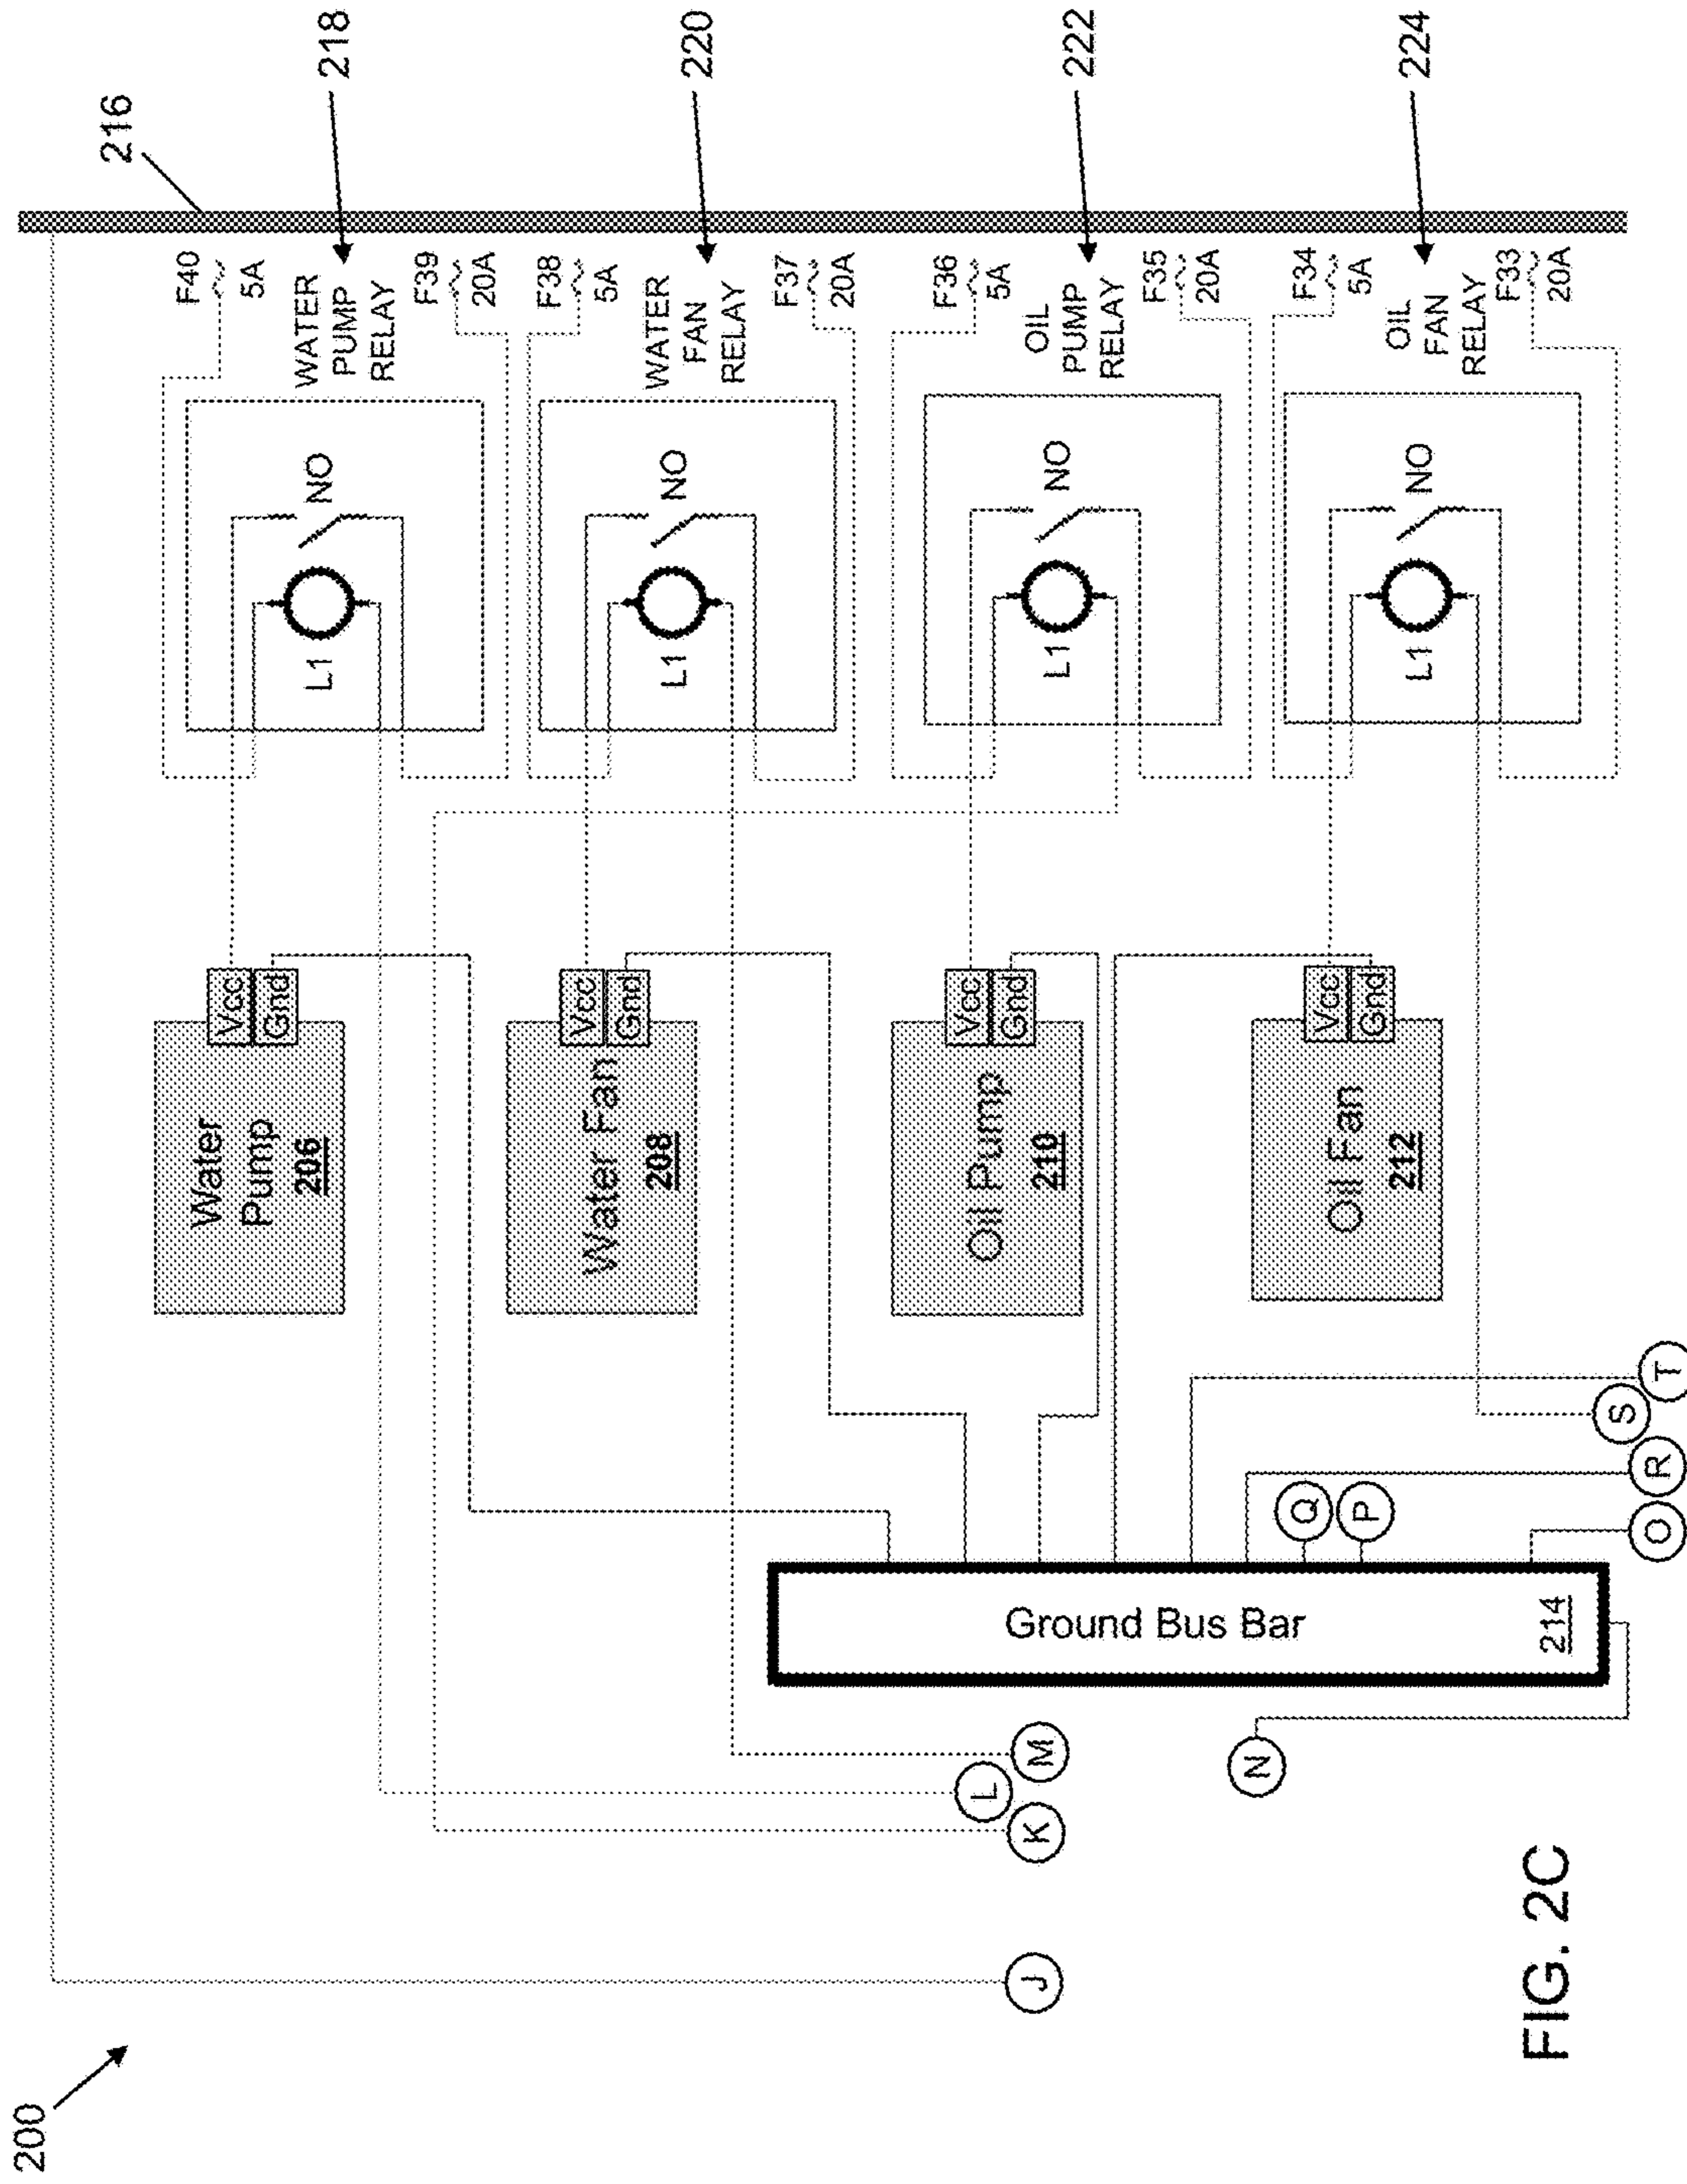 200
216
218
220
222
224
F40
5A
WATER
PUMP
RELAY
F39
20A
F38
5A
WATER
FAN
RELAY
F37
20A
F36
5A
OIL
PUMP
RELAY
F35
20A
F34
5A
OIL
FAN
RELAY
F33
20A
NO
L1
NO
L1
NO
L1
NO
L1
Vcc
Gnd
Water
Pump
206
Vcc
Gnd
Water Fan
208
Vcc
Gnd
Oil Pump
210
Vcc
Gnd
Oil Fan
212
Ground Bus Bar
214
J
K
L
M
N
O
P
Q
R
S
T
FIG. 2C